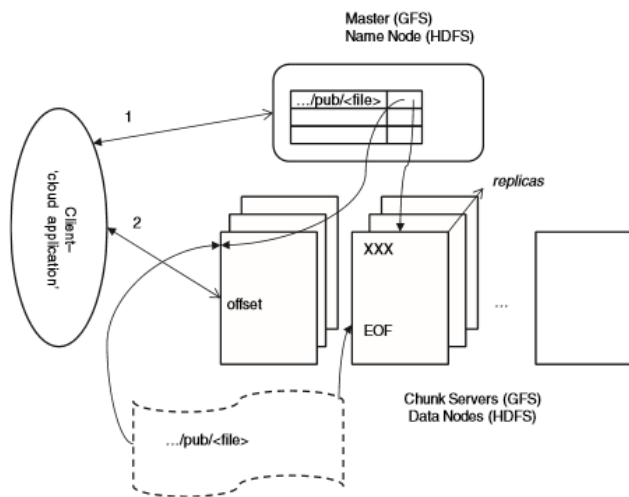 Master (GFS)
Name Node (HDFS)
.../pub/<file>
1
Client–
'cloud application'
2
replicas
XXX
offset
EOF
...
Chunk Servers (GFS)
Data Nodes (HDFS)
.../pub/<file>